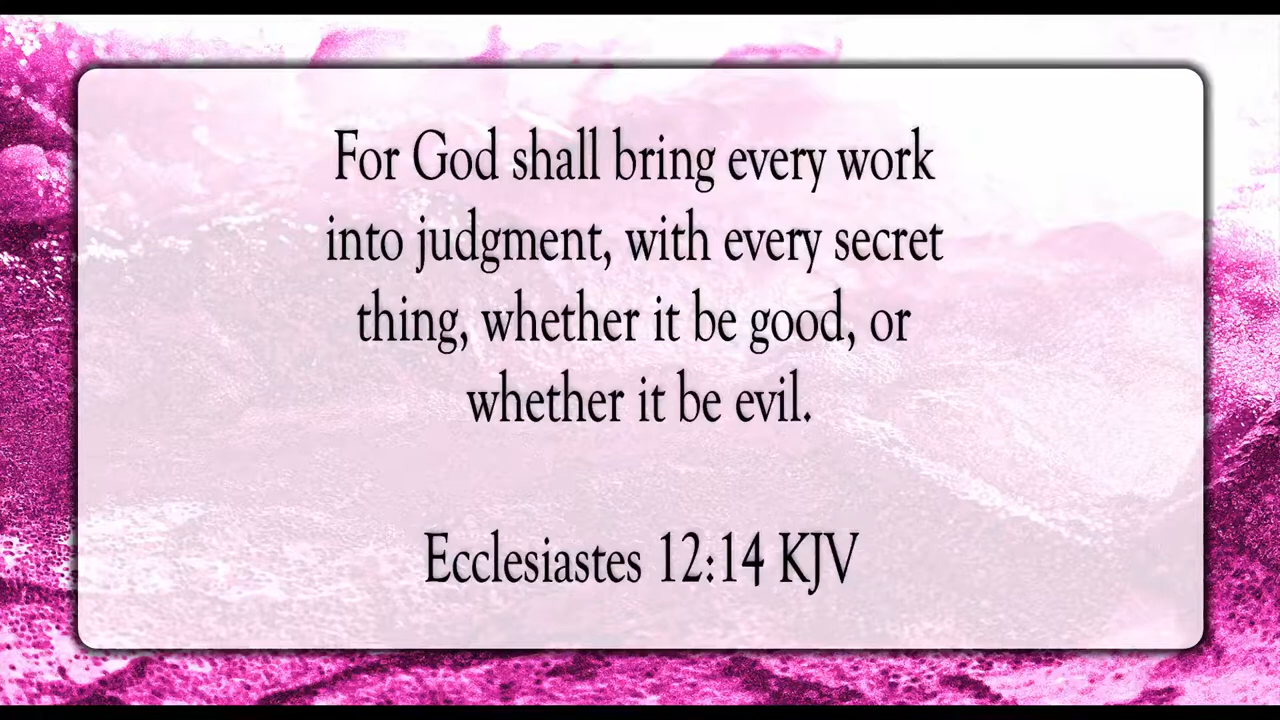 For God shall bring every work
into judgment, with every secret
thing, whether it be good, or
whether it be evil.
Ecclesiastes 12:14 KJV